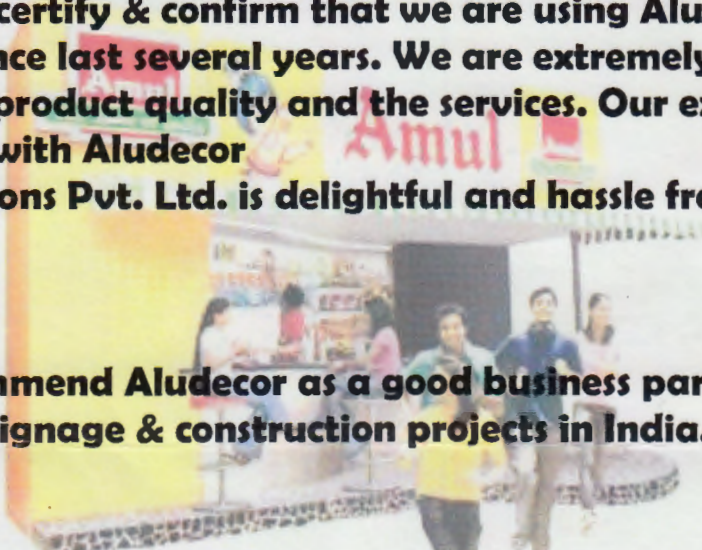 certify & confirm that we are using Alu
nce last several years. We are extremely
product quality and the services. Our ex
with Aludecor
ons Pvt. Ltd. is delightful and hassle fre
mmend Aludecor as a good business par
ignage & construction projects in India.
Amul
Amul